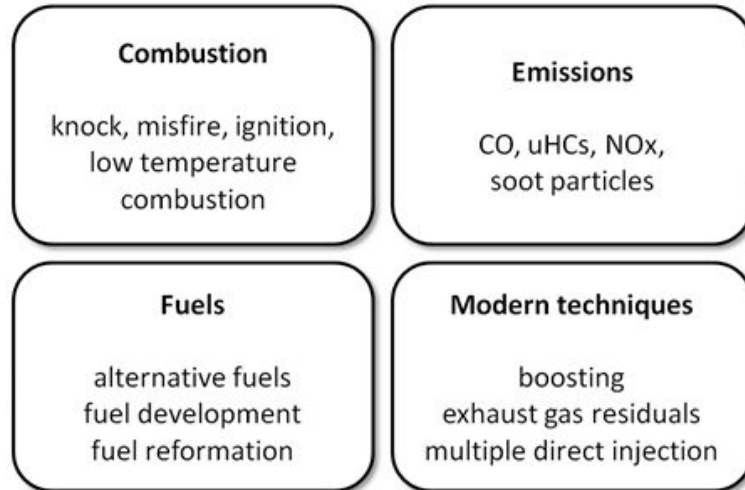 Combustion
knock, misfire, ignition,
low temperature
combustion
Emissions
CO, uHCs, NOx,
soot particles
Fuels
alternative fuels
fuel development
fuel reformation
Modern techniques
boosting
exhaust gas residuals
multiple direct injection